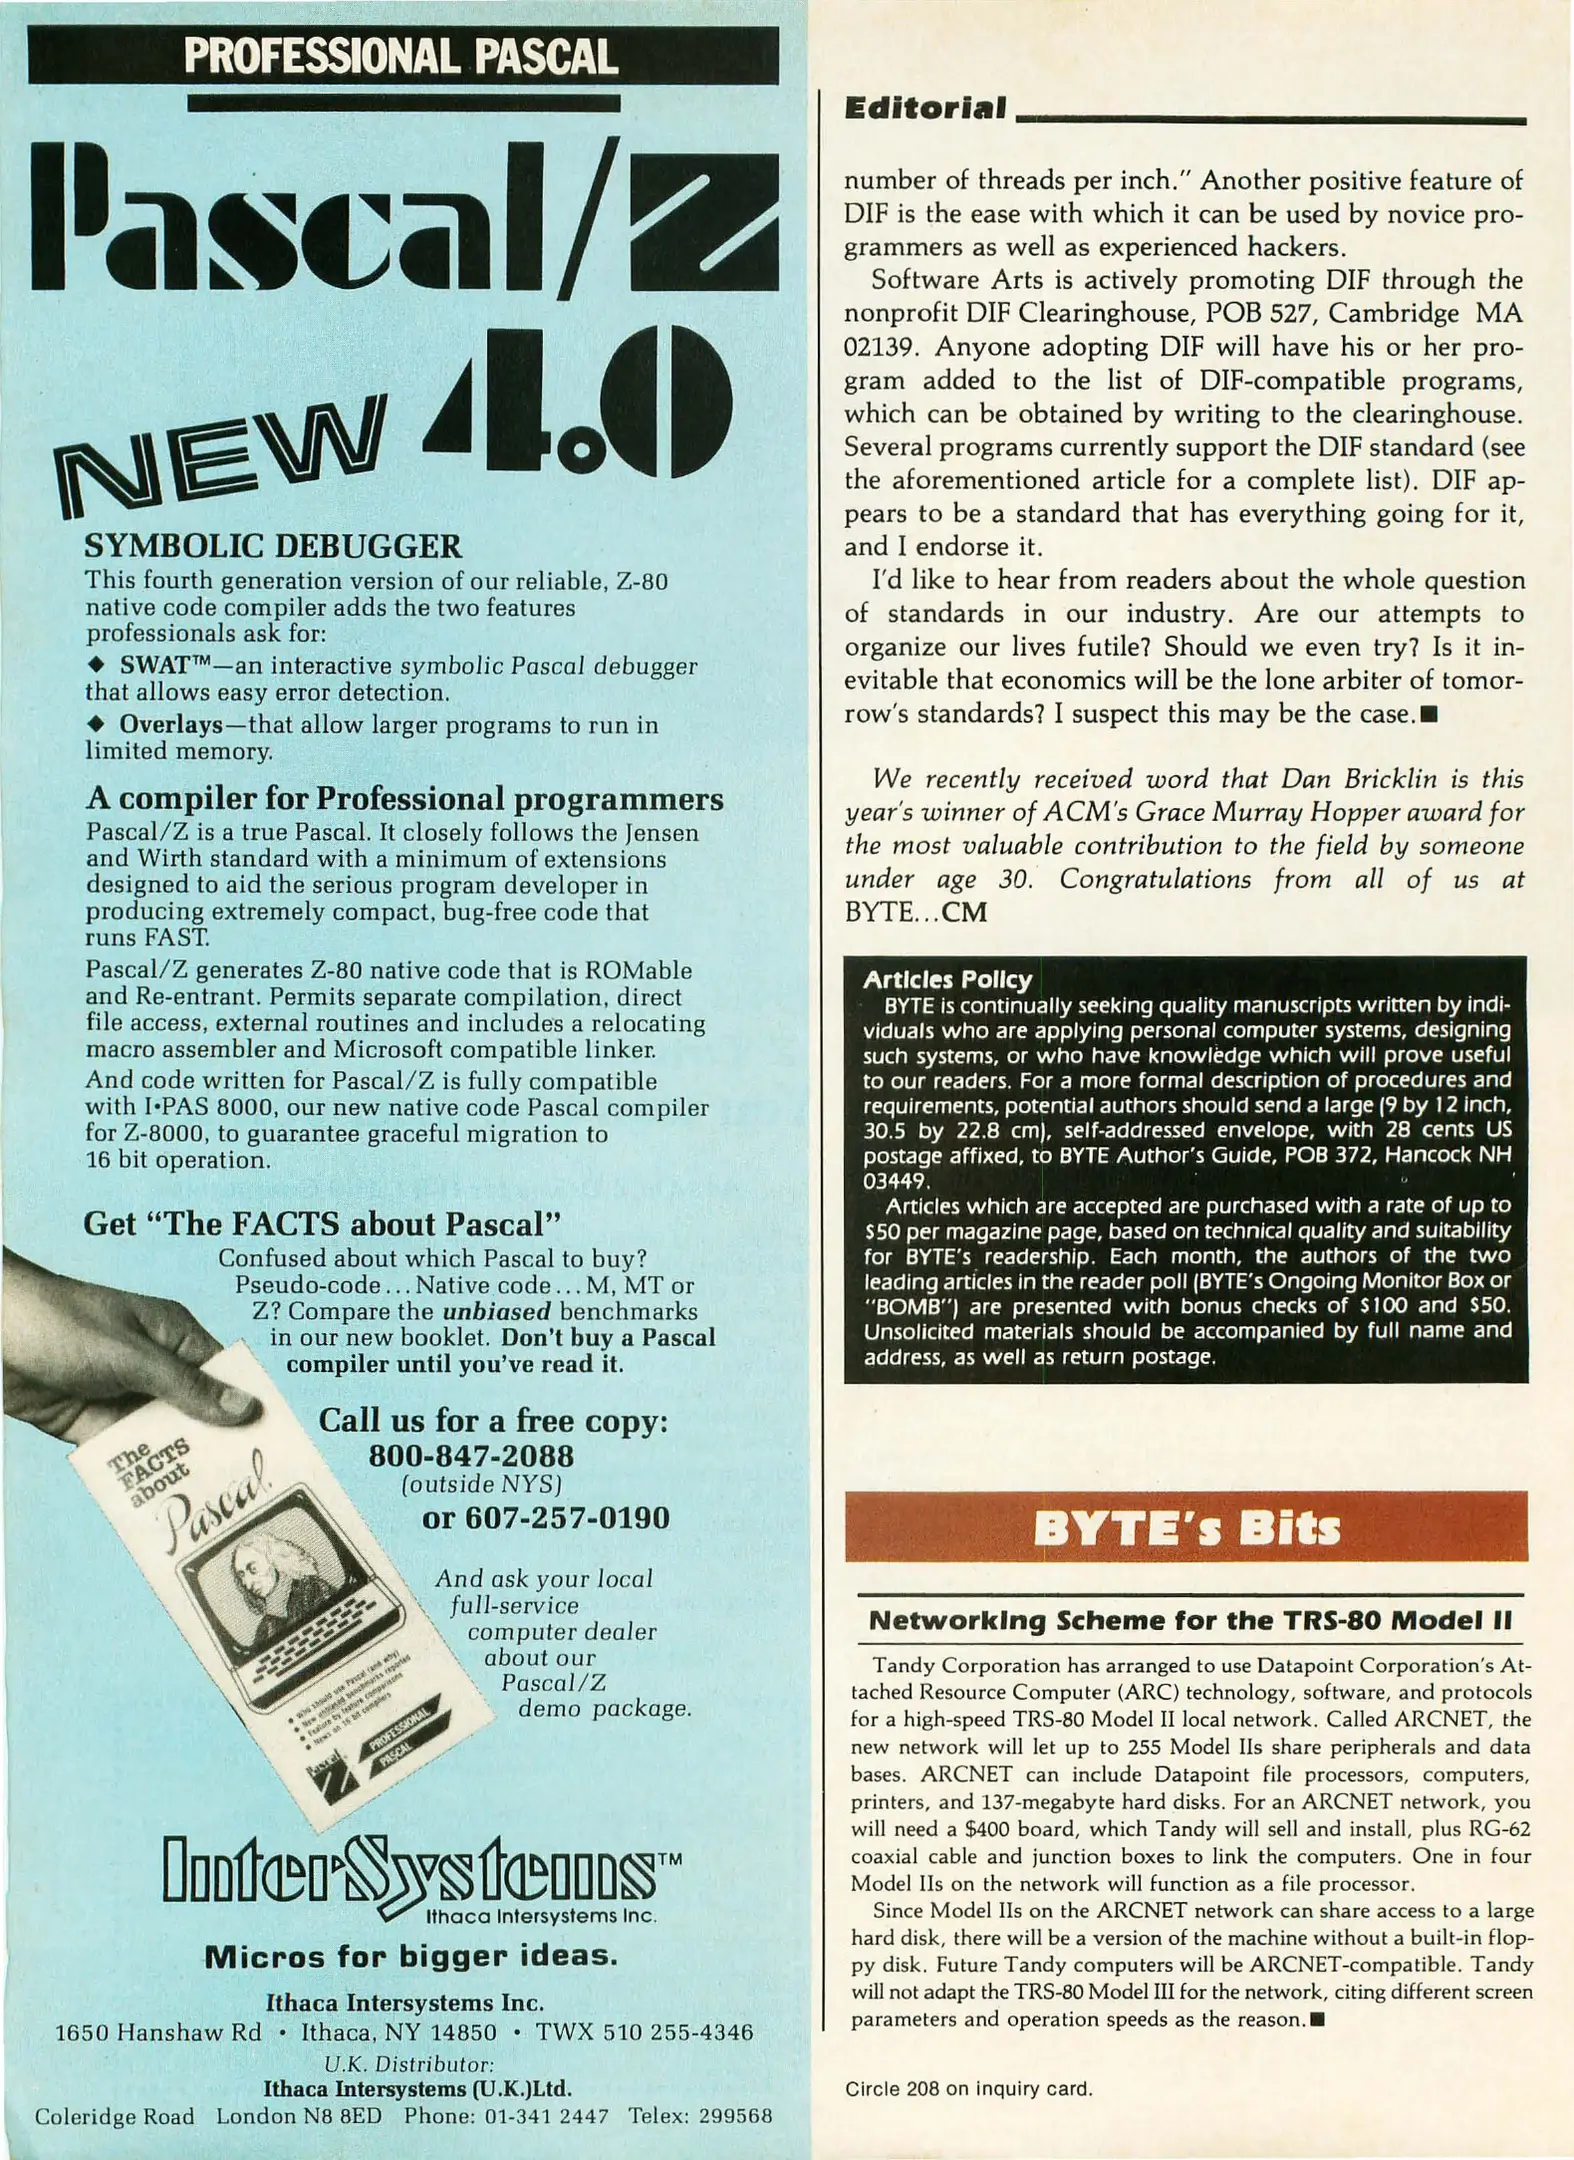 PROFESSIONAL PASCAL
Pascal/Z
NEW 4.0
SYMBOLIC DEBUGGER
This fourth generation version of our reliable, Z-80
native code compiler adds the two features
professionals ask for:
◆ SWAT™—an interactive symbolic Pascal debugger
that allows easy error detection.
◆ Overlays—that allow larger programs to run in
limited memory.
A compiler for Professional programmers
Pascal/Z is a true Pascal. It closely follows the Jensen
and Wirth standard with a minimum of extensions
designed to aid the serious program developer in
producing extremely compact, bug-free code that
runs FAST.
Pascal/Z generates Z-80 native code that is ROMable
and Re-entrant. Permits separate compilation, direct
file access, external routines and includes a relocating
macro assembler and Microsoft compatible linker.
And code written for Pascal/Z is fully compatible
with I•PAS 8000, our new native code Pascal compiler
for Z-8000, to guarantee graceful migration to
16 bit operation.
Get “The FACTS about Pascal”
Confused about which Pascal to buy?
Pseudo-code...Native code...M, MT or
Z? Compare the unbiased benchmarks
in our new booklet. Don't buy a Pascal
compiler until you've read it.
Call us for a free copy:
800-847-2088
(outside NYS)
or 607-257-0190
And ask your local
full-service
computer dealer
about our
Pascal/Z
demo package.
The
FACTS
about
Pascal
• Who should use Pascal (and why)
• New unbiased benchmarks reported
• Feature by feature comparisons
• News on 16 bit compilers
Pascal
Z
PROFESSIONAL
PASCAL
InterSystems™
Ithaca Intersystems Inc.
Micros for bigger ideas.
Ithaca Intersystems Inc.
1650 Hanshaw Rd • Ithaca, NY 14850 • TWX 510 255-4346
U.K. Distributor:
Ithaca Intersystems (U.K.)Ltd.
Coleridge Road London N8 8ED Phone: 01-341 2447 Telex: 299568
Editorial
number of threads per inch." Another positive feature of
DIF is the ease with which it can be used by novice pro-
grammers as well as experienced hackers.
Software Arts is actively promoting DIF through the
nonprofit DIF Clearinghouse, POB 527, Cambridge MA
02139. Anyone adopting DIF will have his or her pro-
gram added to the list of DIF-compatible programs,
which can be obtained by writing to the clearinghouse.
Several programs currently support the DIF standard (see
the aforementioned article for a complete list). DIF ap-
pears to be a standard that has everything going for it,
and I endorse it.
I'd like to hear from readers about the whole question
of standards in our industry. Are our attempts to
organize our lives futile? Should we even try? Is it in-
evitable that economics will be the lone arbiter of tomor-
row's standards? I suspect this may be the case.■
We recently received word that Dan Bricklin is this
year's winner of ACM's Grace Murray Hopper award for
the most valuable contribution to the field by someone
under age 30. Congratulations from all of us at
BYTE...CM
Articles Policy
BYTE is continually seeking quality manuscripts written by indi-
viduals who are applying personal computer systems, designing
such systems, or who have knowledge which will prove useful
to our readers. For a more formal description of procedures and
requirements, potential authors should send a large (9 by 12 inch,
30.5 by 22.8 cm), self-addressed envelope, with 28 cents US
postage affixed, to BYTE Author's Guide, POB 372, Hancock NH
03449.
Articles which are accepted are purchased with a rate of up to
$50 per magazine page, based on technical quality and suitability
for BYTE's readership. Each month, the authors of the two
leading articles in the reader poll (BYTE's Ongoing Monitor Box or
"BOMB") are presented with bonus checks of $100 and $50.
Unsolicited materials should be accompanied by full name and
address, as well as return postage.
BYTE's Bits
Networking Scheme for the TRS-80 Model II
Tandy Corporation has arranged to use Datapoint Corporation's At-
tached Resource Computer (ARC) technology, software, and protocols
for a high-speed TRS-80 Model II local network. Called ARCNET, the
new network will let up to 255 Model IIs share peripherals and data
bases. ARCNET can include Datapoint file processors, computers,
printers, and 137-megabyte hard disks. For an ARCNET network, you
will need a $400 board, which Tandy will sell and install, plus RG-62
coaxial cable and junction boxes to link the computers. One in four
Model IIs on the network will function as a file processor.
Since Model IIs on the ARCNET network can share access to a large
hard disk, there will be a version of the machine without a built-in flop-
py disk. Future Tandy computers will be ARCNET-compatible. Tandy
will not adapt the TRS-80 Model III for the network, citing different screen
parameters and operation speeds as the reason.■
Circle 208 on inquiry card.